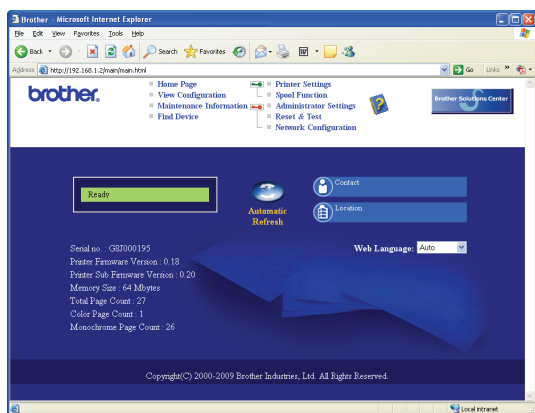 Brother - Microsoft Internet Explorer
File Edit View Favorites Tools Help
Back Search Favorites
Address http://192.168.1.2/main/main.html Go Links
brother.
Home Page
View Configuration
Maintenance Information
Find Device
Printer Settings
Spool Function
Administrator Settings
Reset & Test
Network Configuration
Brother Solutions Center
Ready
Automatic
Refresh
Contact
Location
Web Language: Auto
Serial no. : G8J000195
Printer Firmware Version : 0.18
Printer Sub Firmware Version : 0.20
Memory Size : 64 Mbytes
Total Page Count : 27
Color Page Count : 1
Monochrome Page Count : 26
Copyright(C) 2000-2009 Brother Industries, Ltd. All Rights Reserved.
Local intranet